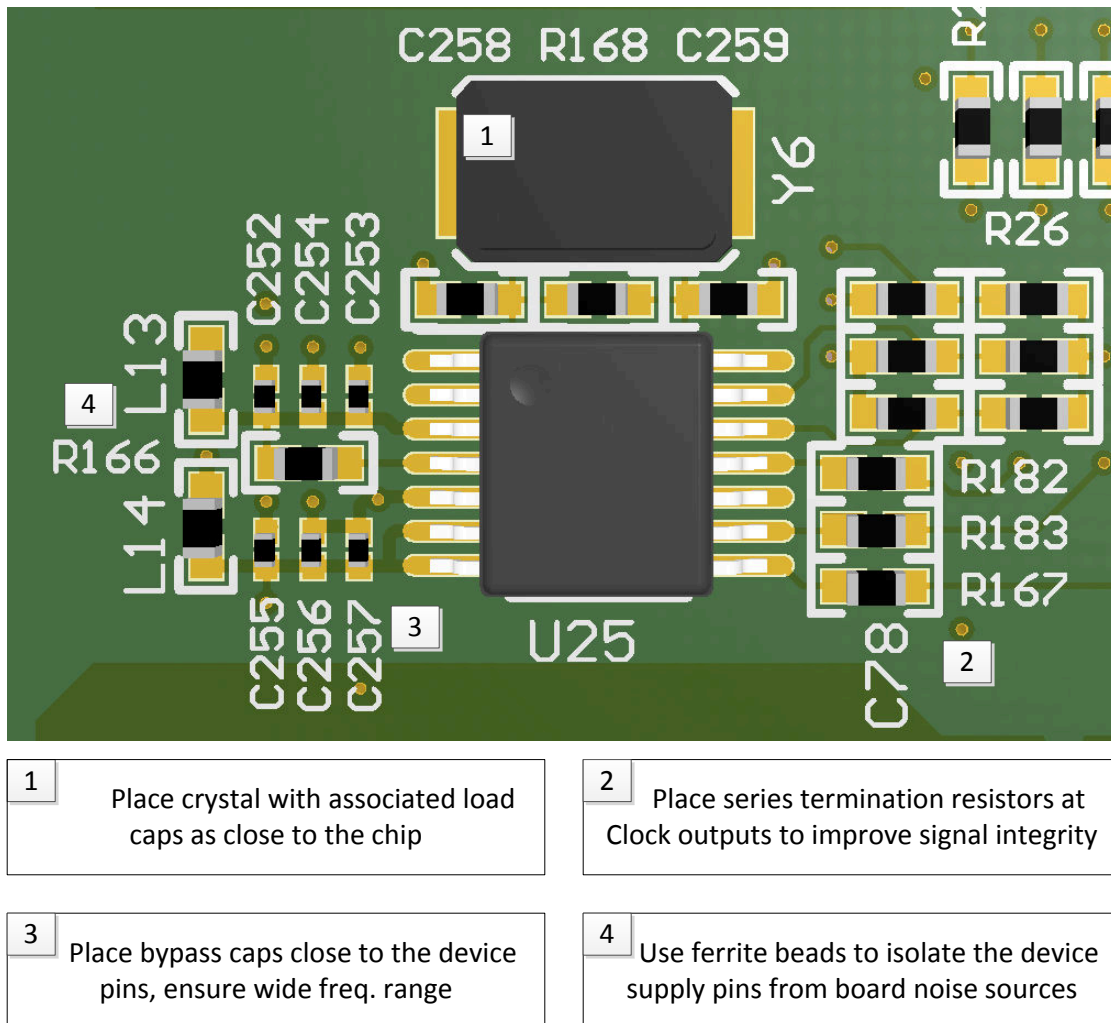 C258 R168 C259
1
Y6
R26
C252
C254
C253
L13
4
R166
L14
C255
C256
C257
3
U25
R182
R183
R167
C78
2
1
Place crystal with associated load
caps as close to the chip
2
Place series termination resistors at
Clock outputs to improve signal integrity
3
Place bypass caps close to the device
pins, ensure wide freq. range
4
Use ferrite beads to isolate the device
supply pins from board noise sources